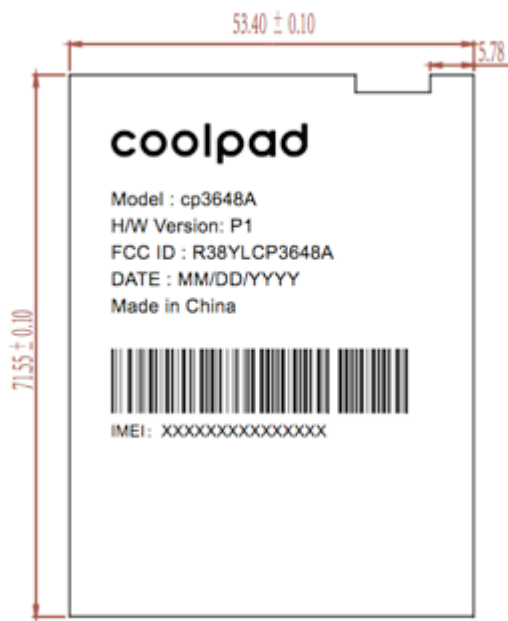 53.40 ± 0.10
5.78
71.55 ± 0.10
coolpad
Model : cp3648A
H/W Version: P1
FCC ID : R38YLCP3648A
DATE : MM/DD/YYYY
Made in China
IMEI: XXXXXXXXXXXXXXX